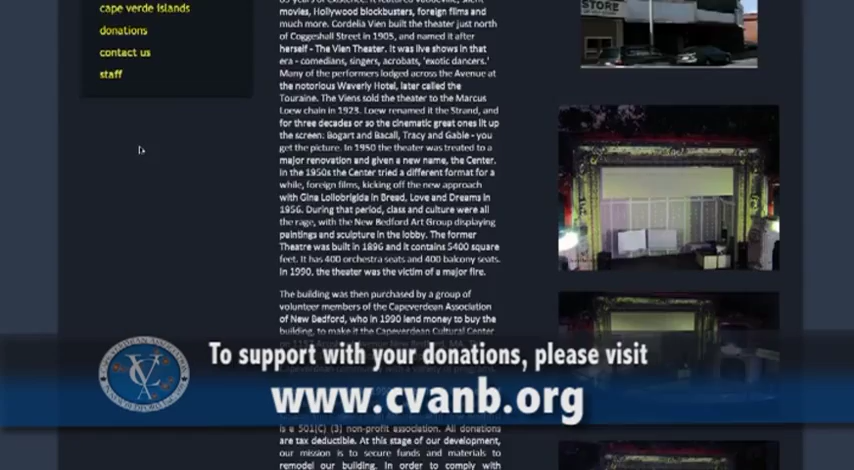 cape verde islands
donations
contact us
staff
movies, Hollywood blockbusters, foreign films and
much more. Cordelia Vien built the theater just north
of Coggeshall Street in 1905, and named it after
herself - The Vien Theater. It was live shows in that
era - comedians, singers, acrobats, 'exotic dancers.'
Many of the performers lodged across the Avenue at
the notorious Waverly Hotel, later called the
Touraine. The Viens sold the theater to the Marcus
Loew chain in 1923. Loew renamed it the Strand, and
for three decades or so the cinematic great ones lit up
the screen: Bogart and Bacall, Tracy and Gable - you
get the picture. In 1950 the theater was treated to a
major renovation and given a new name, the Center.
In the 1950s the Center tried a different format for a
while, foreign films, kicking off the new approach
with Gina Lollobrigida in Bread, Love and Dreams in
1956. During that period, class and culture were all
the rage, with the New Bedford Art Group displaying
paintings and sculpture in the lobby. The former
Theatre was built in 1896 and it contains 5400 square
feet. It has 400 orchestra seats and 400 balcony seats.
In 1990, the theater was the victim of a major fire.
The building was then purchased by a group of
volunteer members of the Capeverdean Association
of New Bedford, who in 1990 lend money to buy the
building, to make it the Capeverdean Cultural Center
is a 501(C) (3) non-profit association. All donations
are tax deductible. At this stage of our development,
our mission is to secure funds and materials to
remodel our building. In order to comply with
STORE
To support with your donations, please visit
www.cvanb.org